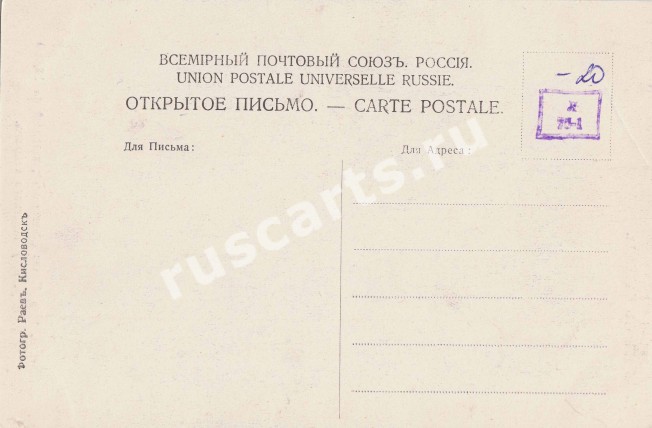 ВСЕМІРНЫЙ ПОЧТОВЫЙ СОЮЗЪ. РОССІЯ.
UNION POSTALE UNIVERSELLE RUSSIE.
ОТКРЫТОЕ ПИСЬМО. — CARTE POSTALE.
Для Письма:
Для Адреса:
Фотогр. Раевъ, Кисловодскъ
ruscarts.ru
-20